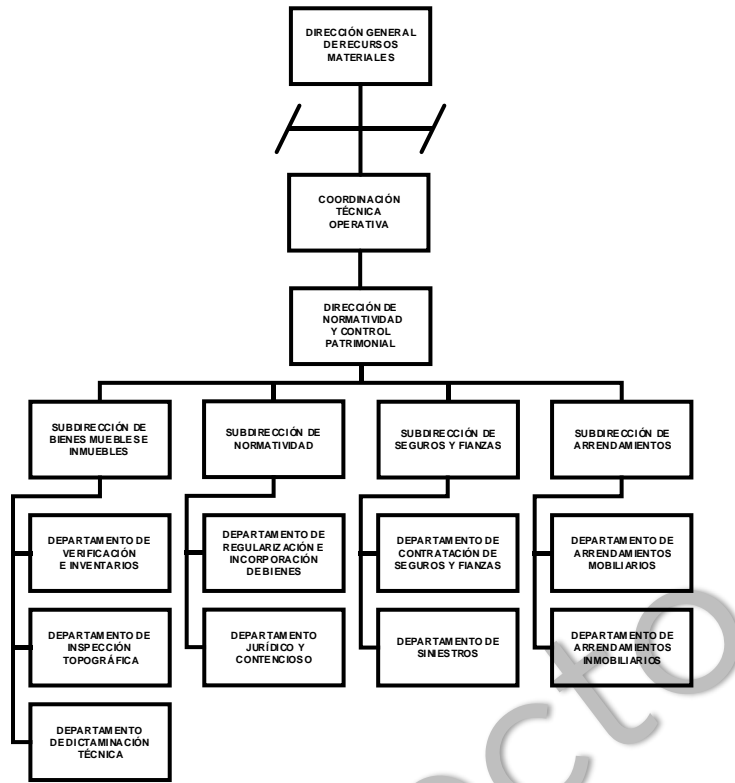 DIRECCIÓN GENERAL
DE RECURSOS
MATERIALES
COORDINACIÓN
TÉCNICA
OPERATIVA
DIRECCIÓN DE
NORMATIVIDAD
Y CONTROL
PATRIMONIAL
SUBDIRECCIÓN DE
BIENES MUEBLES E
INMUEBLES
SUBDIRECCIÓN DE
NORMATIVIDAD
SUBDIRECCIÓN DE
SEGUROS Y FIANZAS
SUBDIRECCIÓN DE
ARRENDAMIENTOS
DEPARTAMENTO DE
VERIFICACIÓN
E INVENTARIOS
DEPARTAMENTO DE
REGULARIZACIÓN E
INCORPORACIÓN
DE BIENES
DEPARTAMENTO DE
CONTRATACIÓN DE
SEGUROS Y FIANZAS
DEPARTAMENTO DE
ARRENDAMIENTOS
MOBILIARIOS
DEPARTAMENTO DE
INSPECCIÓN
TOPOGRÁFICA
DEPARTAMENTO
JURÍDICO Y
CONTENCIOSO
DEPARTAMENTO DE
SINIESTROS
DEPARTAMENTO DE
ARRENDAMIENTOS
INMOBILIARIOS
DEPARTAMENTO
DE DICTAMINACIÓN
TÉCNICA
ecto